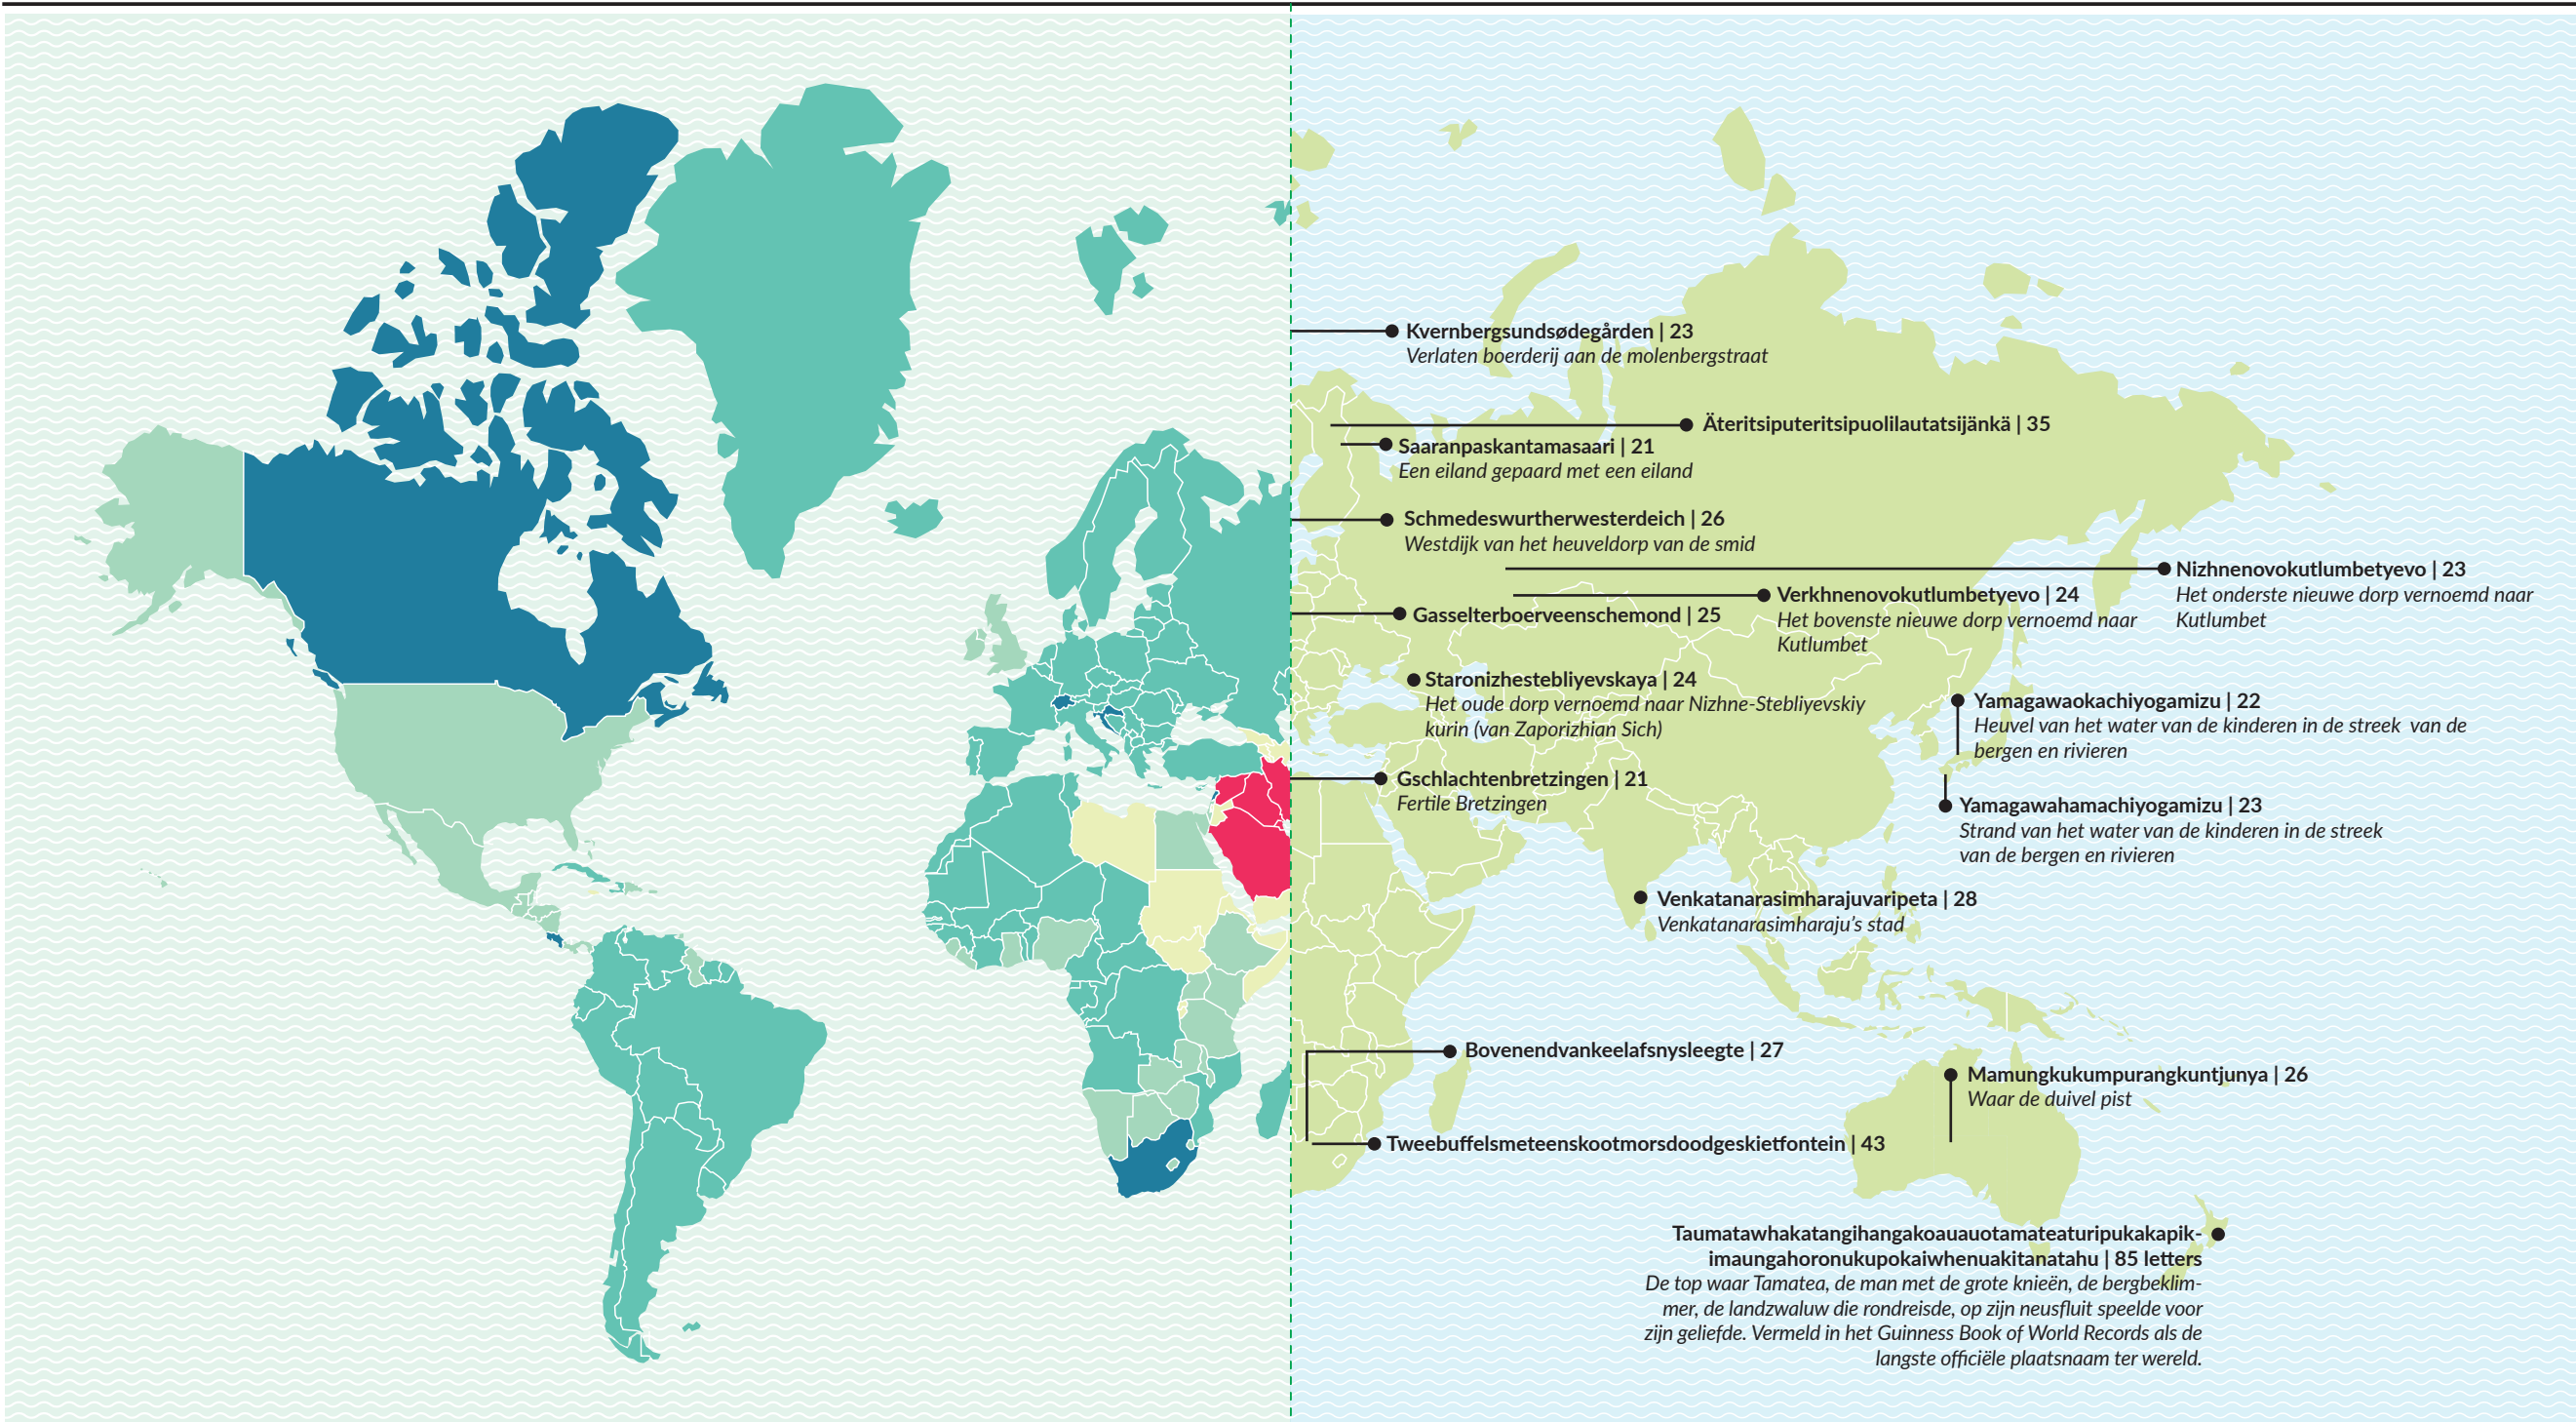 Kvernbergsundsødegården | 23
Verlaten boerderij aan de molenbergstraat
Äteritsiputeritsipuolilautatsijänkä | 35
Saaranpaskantamasaari | 21
Een eiland gepaard met een eiland
Schmedeswurtherwesterdeich | 26
Westdijk van het heuveldorp van de smid
Nizhnenovokutlumbetyevo | 23
Het onderste nieuwe dorp vernoemd naar
Kutlumbet
Verkhnenovokutlumbetyevo | 24
Het bovenste nieuwe dorp vernoemd naar
Kutlumbet
Gasselterboerveenschemond | 25
Staronizhestebliyevskaya | 24
Het oude dorp vernoemd naar Nizhne-Stebliyevskiy
kurin (van Zaporizhian Sich)
Yamagawaokachiyogamizu | 22
Heuvel van het water van de kinderen in de streek van de
bergen en rivieren
Gschlachtenbretzingen | 21
Fertile Bretzingen
Yamagawahamachiyogamizu | 23
Strand van het water van de kinderen in de streek
van de bergen en rivieren
Venkatanarasimharajuvaripeta | 28
Venkatanarasimharaju’s stad
Bovenendvankeelafsnysleegte | 27
Mamungkukumpurangkuntjunya | 26
Waar de duivel pist
Tweebuffelsmeteenskootmorsdoodgeskietfontein | 43
Taumatawhakatangihangakoauauotamateaturipukakapik-
imaungahoronukupokaiwhenuakitanatahu | 85 letters
De top waar Tamatea, de man met de grote knieën, de bergbeklim-
mer, de landzwaluw die rondreisde, op zijn neusfluit speelde voor
zijn geliefde. Vermeld in het Guinness Book of World Records als de
langste officiële plaatsnaam ter wereld.